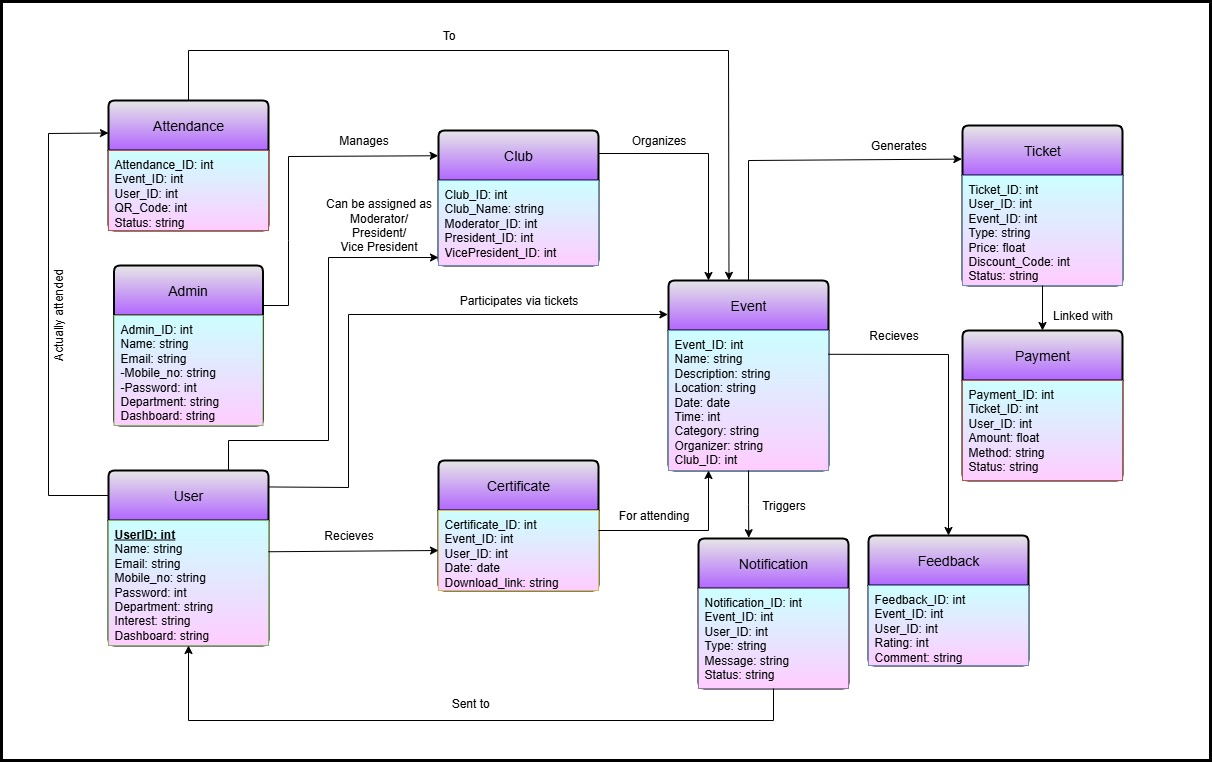 To
Attendance
Attendance_ID: int
Event_ID: int
User_ID: int
QR_Code: int
Status: string
Manages
Club
Club_ID: int
Club_Name: string
Moderator_ID: int
President_ID: int
VicePresident_ID: int
Organizes
Generates
Ticket
Ticket_ID: int
User_ID: int
Event_ID: int
Type: string
Price: float
Discount_Code: int
Status: string
Can be assigned as
Moderator/
President/
Vice President
Actually attended
Admin
Admin_ID: int
Name: string
Email: string
-Mobile_no: string
-Password: int
Department: string
Dashboard: string
Participates via tickets
Event
Event_ID: int
Name: string
Description: string
Location: string
Date: date
Time: int
Category: string
Organizer: string
Club_ID: int
Recieves
Linked with
Payment
Payment_ID: int
Ticket_ID: int
User_ID: int
Amount: float
Method: string
Status: string
User
UserID: int
Name: string
Email: string
Mobile_no: string
Password: int
Department: string
Interest: string
Dashboard: string
Recieves
Certificate
Certificate_ID: int
Event_ID: int
User_ID: int
Date: date
Download_link: string
For attending
Triggers
Notification
Notification_ID: int
Event_ID: int
User_ID: int
Type: string
Message: string
Status: string
Feedback
Feedback_ID: int
Event_ID: int
User_ID: int
Rating: int
Comment: string
Sent to